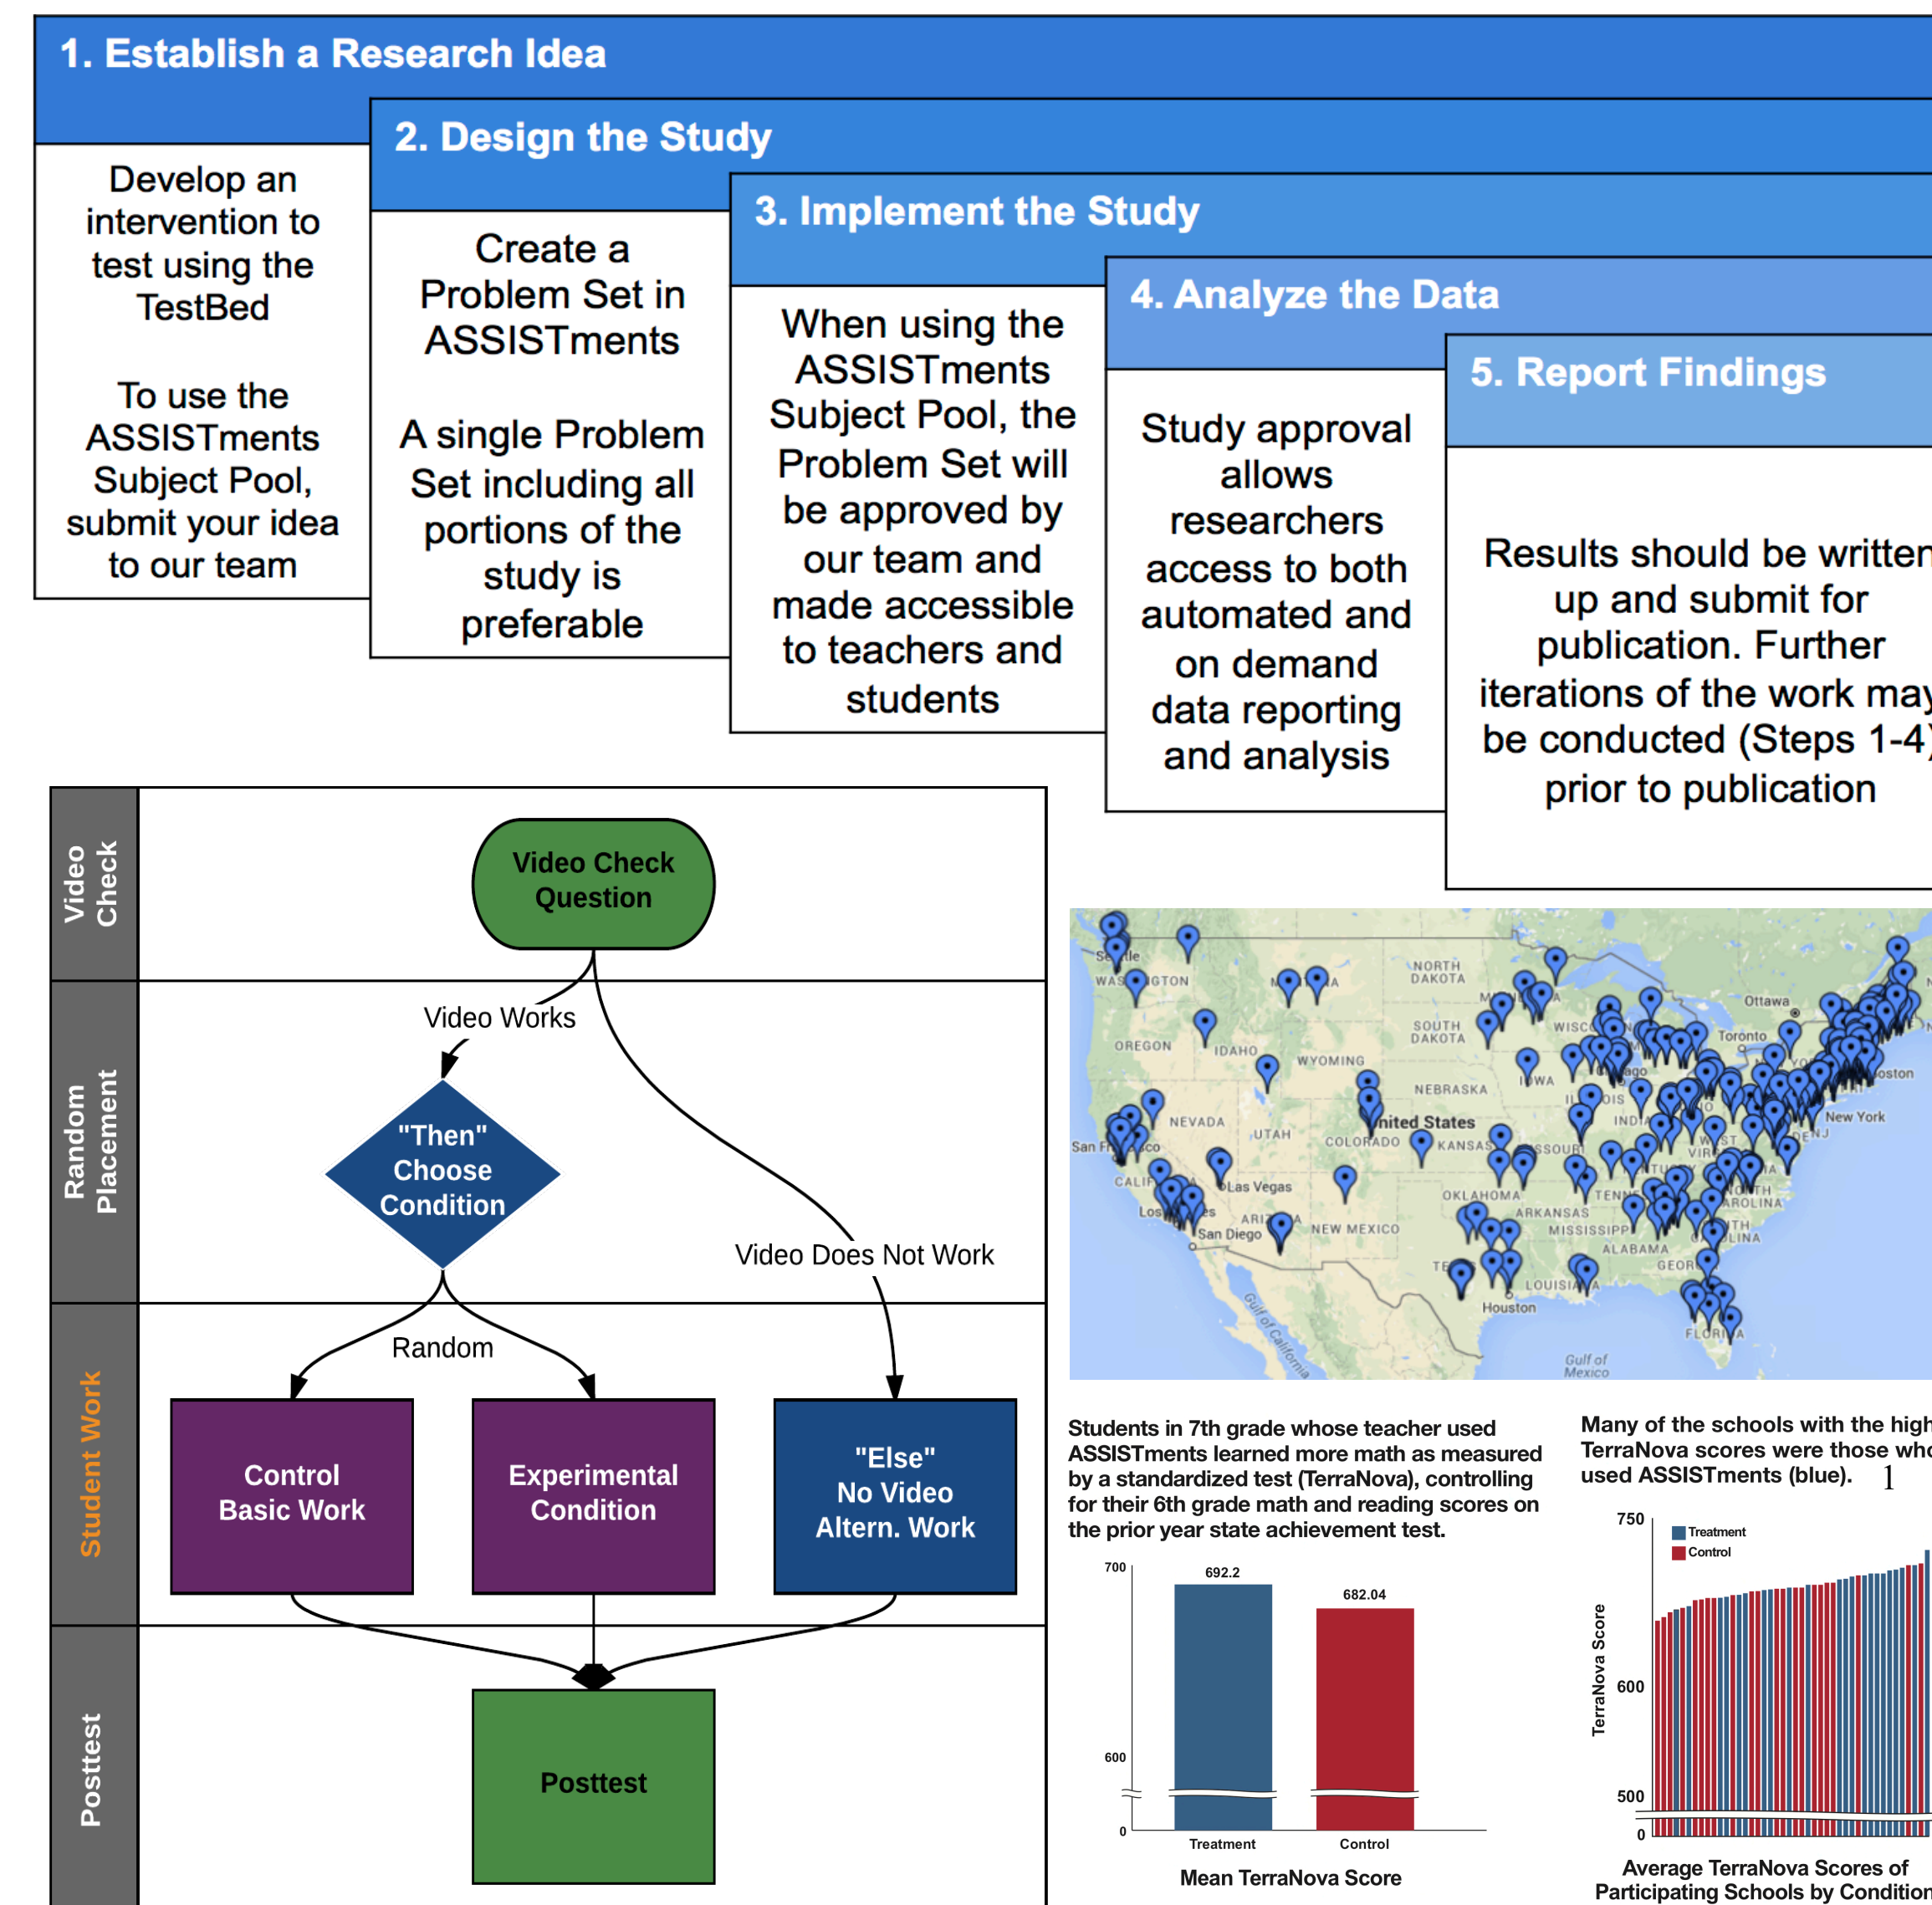 1. Establish a Research Idea
Develop an
intervention to
test using the
TestBed
To use the
ASSISTments
Subject Pool,
submit your idea
to our team
2. Design the Study
Create a
Problem Set in
ASSISTments
A single Problem
Set including all
portions of the
study is
preferable
3. Implement the Study
When using the
ASSISTments
Subject Pool, the
Problem Set will
be approved by
our team and
made accessible
to teachers and
students
4. Analyze the Data
Study approval
allows
researchers
access to both
automated and
on demand
data reporting
and analysis
5. Report Findings
Results should be written
up and submit for
publication. Further
iterations of the work may
be conducted (Steps 1-4)
prior to publication
Video
Check
Video Check
Question
Random
Placement
Video Works
"Then"
Choose
Condition
Video Does Not Work
Student Work
Random
Control
Basic Work
Experimental
Condition
"Else"
No Video
Altern. Work
Posttest
Posttest
NORTH
DAKOTA
Ottawa
SOUTH
DAKOTA
Toronto
OREGON
IDAHO
WYOMING
IOWA
NEBRASKA
New York
NEVADA
UTAH
COLORADO
KANSAS
Las Vegas
OKLAHOMA
ARKANSAS
NEW MEXICO
MISSISSIPPI
San Diego
ALABAMA
LOUISIANA
Houston
FLORIDA
Gulf of California
Gulf of
Mexico
Students in 7th grade whose teacher used
ASSISTments learned more math as measured
by a standardized test (TerraNova), controlling
for their 6th grade math and reading scores on
the prior year state achievement test.
700
692.2
682.04
600
0
Treatment
Control
Mean TerraNova Score
Many of the schools with the high
TerraNova scores were those who
used ASSISTments (blue).
1
750
Treatment
Control
TerraNova Score
600
500
0
Average TerraNova Scores of
Participating Schools by Condition